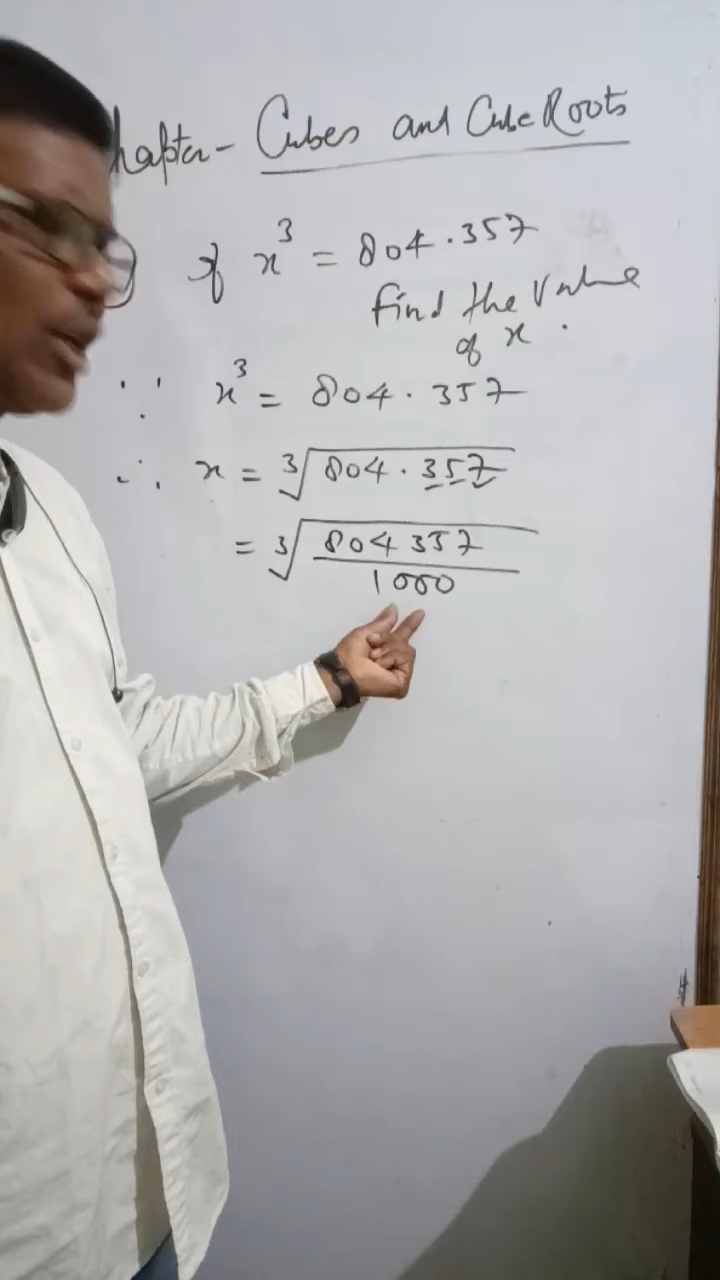 hapter - Cubes and Cube Roots
If x³ = 804.357
find the value
of x.
∵ x³ = 804.357
∴ x = ∛804.357
= ∛(804357/1000)